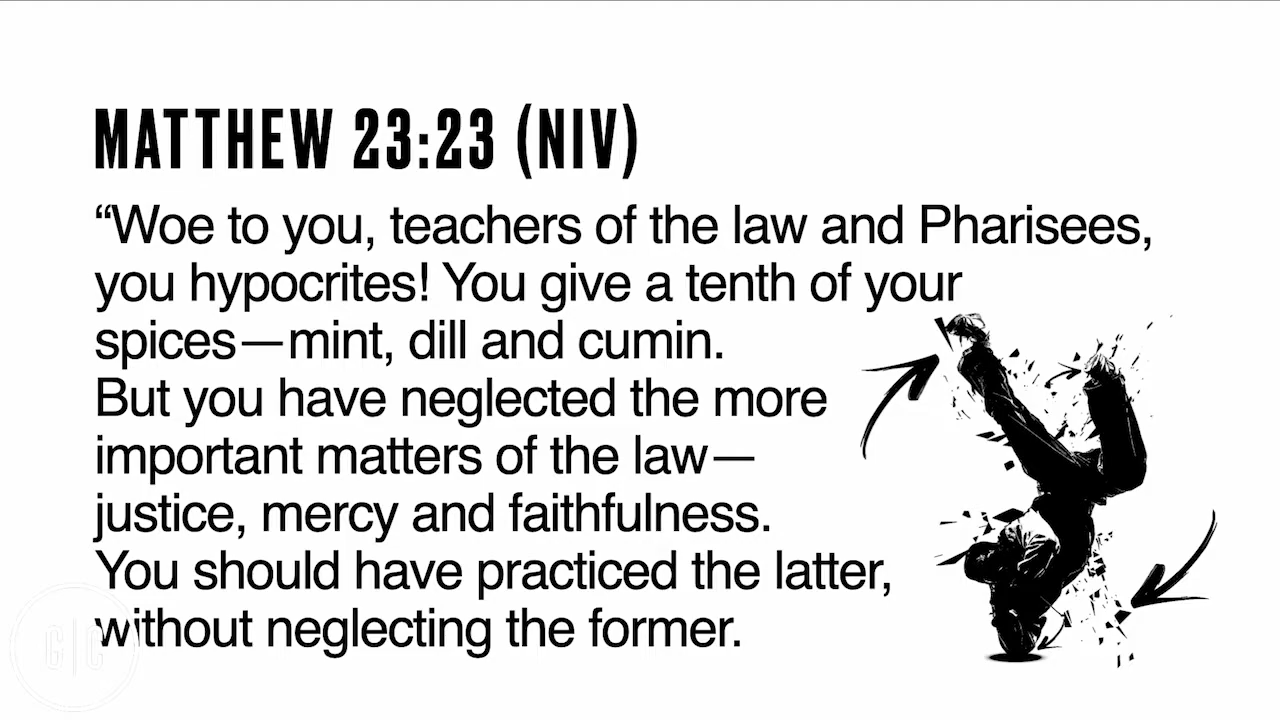 MATTHEW 23:23 (NIV)
“Woe to you, teachers of the law and Pharisees,
you hypocrites! You give a tenth of your
spices—mint, dill and cumin.
But you have neglected the more
important matters of the law—
justice, mercy and faithfulness.
You should have practiced the latter,
without neglecting the former.
G|C